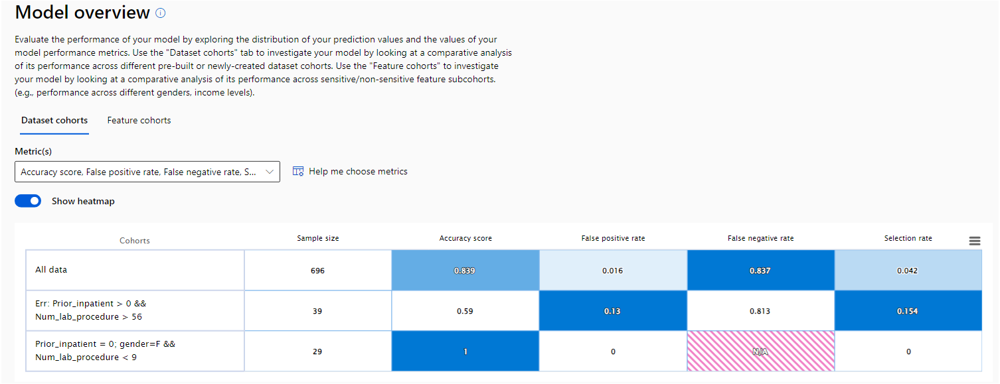 Model overview
Evaluate the performance of your model by exploring the distribution of your prediction values and the values of your
model performance metrics. Use the "Dataset cohorts" tab to investigate your model by looking at a comparative analysis
of its performance across different pre-built or newly-created dataset cohorts. Use the "Feature cohorts" to investigate
your model by looking at a comparative analysis of its performance across sensitive/non-sensitive feature subcohorts.
(e.g., performance across different genders, income levels).
Dataset cohorts Feature cohorts
Metric(s)
Accuracy score, False positive rate, False negative rate, S... Help me choose metrics
Show heatmap
Cohorts Sample size Accuracy score False positive rate False negative rate Selection rate
All data 696 0.839 0.016 0.837 0.042
Err: Prior_inpatient > 0 &&
Num_lab_procedure > 56 39 0.59 0.13 0.813 0.154
Prior_inpatient = 0; gender=F &&
Num_lab_procedure < 9 29 1 0 N/A 0